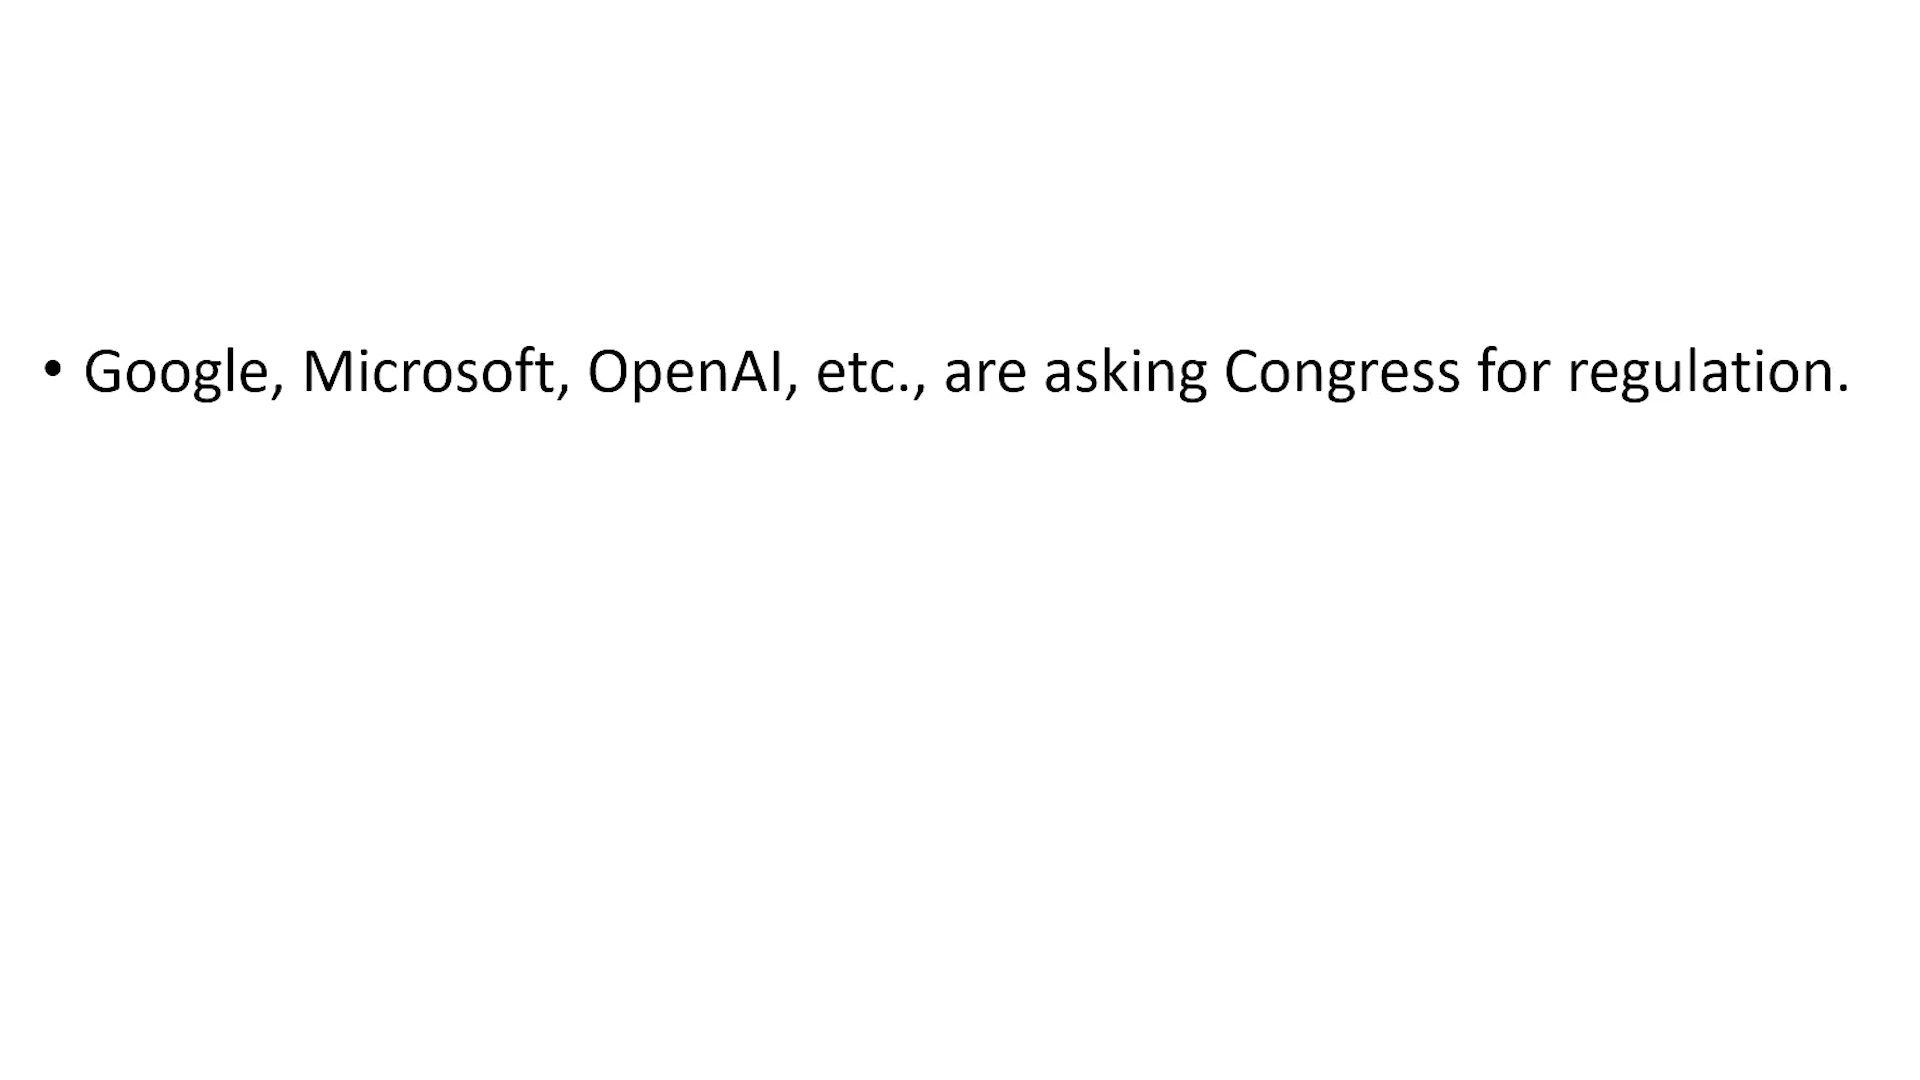 • Google, Microsoft, OpenAI, etc., are asking Congress for regulation.